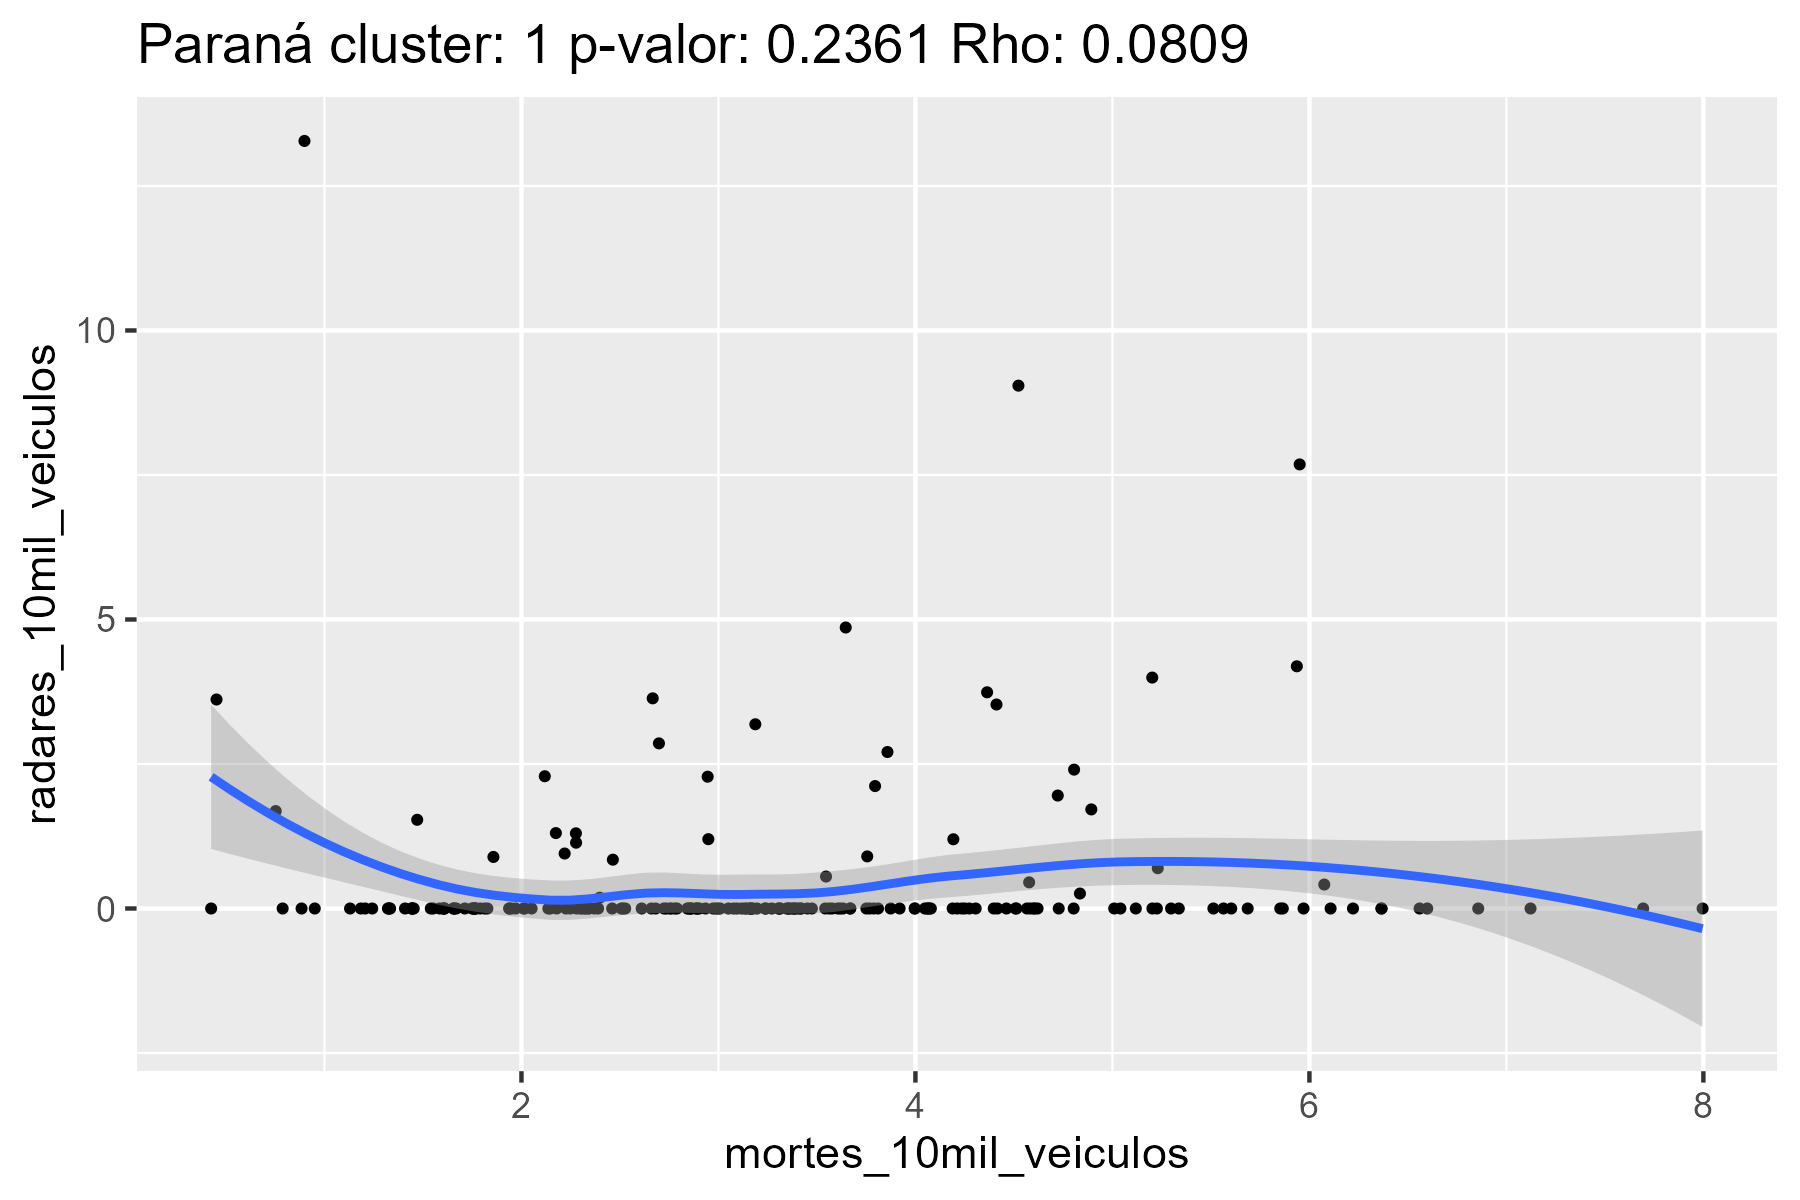 Paraná cluster: 1 p-valor: 0.2361 Rho: 0.0809
radares_10mil_veiculos
10
5
0
2 4 6 8
mortes_10mil_veiculos